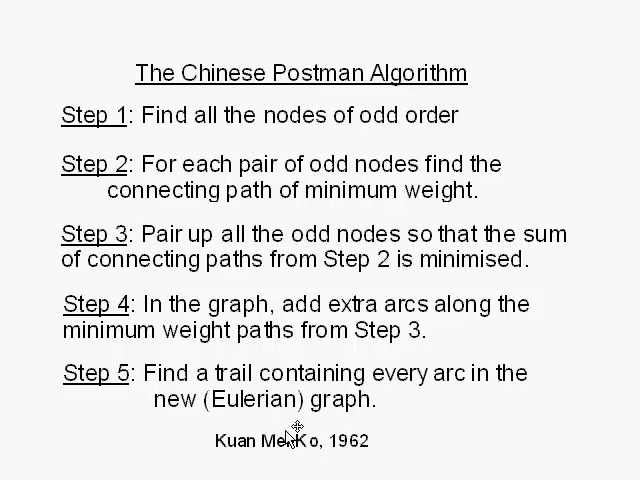 The Chinese Postman Algorithm
Step 1: Find all the nodes of odd order
Step 2: For each pair of odd nodes find the
connecting path of minimum weight.
Step 3: Pair up all the odd nodes so that the sum
of connecting paths from Step 2 is minimised.
Step 4: In the graph, add extra arcs along the
minimum weight paths from Step 3.
Step 5: Find a trail containing every arc in the
new (Eulerian) graph.
Kuan Mei Ko, 1962